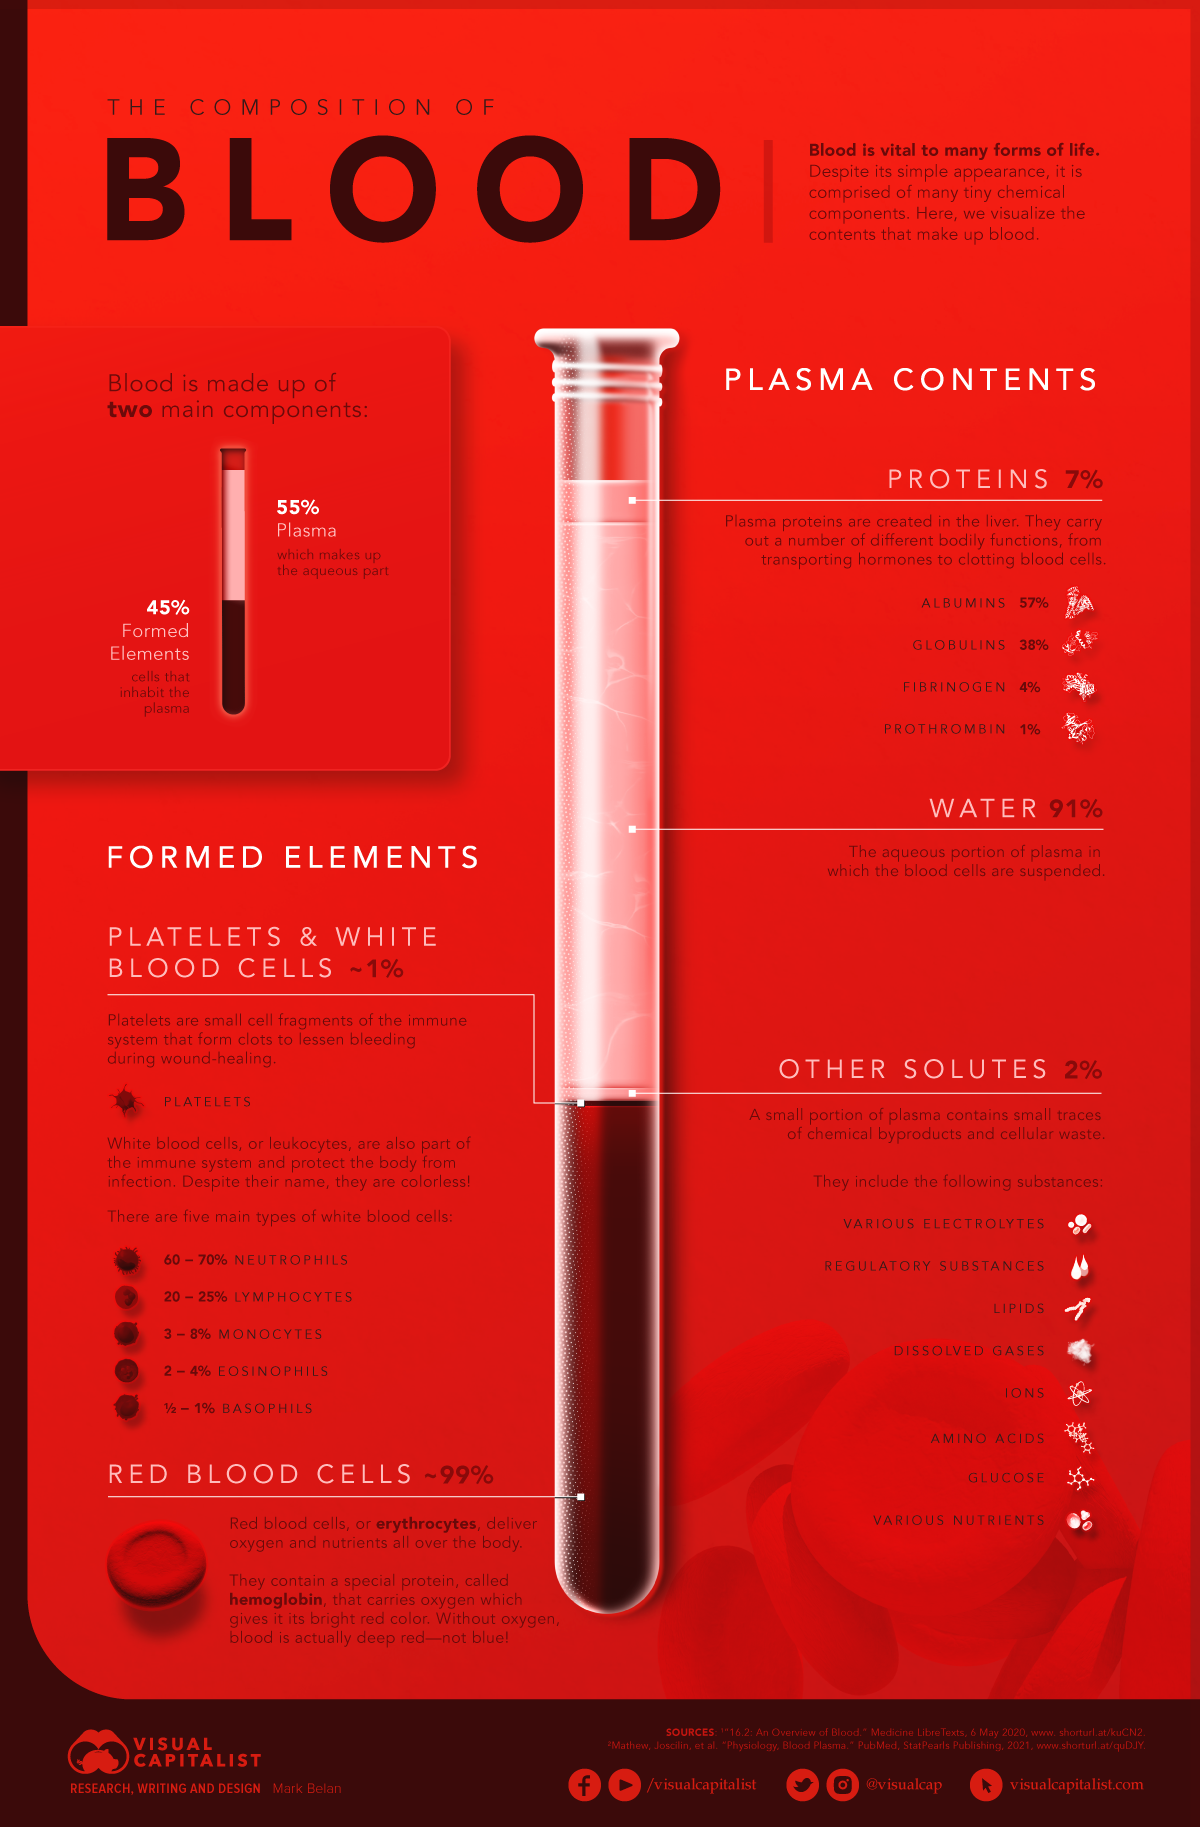 THE COMPOSITION OF
BLOOD
Blood is vital to many forms of life.
Despite its simple appearance, it is
comprised of many tiny chemical
components. Here, we visualize the
contents that make up blood.
Blood is made up of
two main components:
55%
Plasma
which makes up
the aqueous part
45%
Formed
Elements
cells that
inhabit the
plasma
PLASMA CONTENTS
PROTEINS 7%
Plasma proteins are created in the liver. They carry
out a number of different bodily functions, from
transporting hormones to clotting blood cells.
ALBUMINS 57%
GLOBULINS 38%
FIBRINOGEN 4%
PROTHROMBIN 1%
WATER 91%
The aqueous portion of plasma in
which the blood cells are suspended.
OTHER SOLUTES 2%
A small portion of plasma contains small traces
of chemical byproducts and cellular waste.
They include the following substances:
VARIOUS ELECTROLYTES
REGULATORY SUBSTANCES
LIPIDS
DISSOLVED GASES
IONS
AMINO ACIDS
GLUCOSE
VARIOUS NUTRIENTS
FORMED ELEMENTS
PLATELETS & WHITE
BLOOD CELLS ~1%
Platelets are small cell fragments of the immune
system that form clots to lessen bleeding
during wound-healing.
PLATELETS
White blood cells, or leukocytes, are also part of
the immune system and protect the body from
infection. Despite their name, they are colorless!
There are five main types of white blood cells:
60 – 70% NEUTROPHILS
20 – 25% LYMPHOCYTES
3 – 8% MONOCYTES
2 – 4% EOSINOPHILS
½ – 1% BASOPHILS
RED BLOOD CELLS ~99%
Red blood cells, or erythrocytes, deliver
oxygen and nutrients all over the body.
They contain a special protein, called
hemoglobin, that carries oxygen which
gives it its bright red color. Without oxygen,
blood is actually deep red—not blue!
VISUAL
CAPITALIST
RESEARCH, WRITING AND DESIGN Mark Belan
SOURCES: ¹"16.2: An Overview of Blood." Medicine LibreTexts, 6 May 2020, www. shorturl.at/kuCN2.
²Mathew, Joscilin, et al. "Physiology, Blood Plasma." PubMed, StatPearls Publishing, 2021, www.shorturl.at/quDJY.
/visualcapitalist
@visualcap
visualcapitalist.com